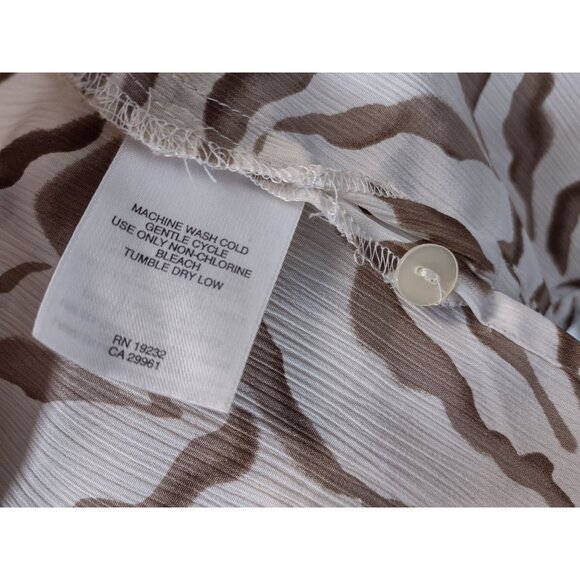 MACHINE WASH COLD
GENTLE CYCLE
USE ONLY NON-CHLORINE
BLEACH
TUMBLE DRY LOW
RN 19232
CA 29961